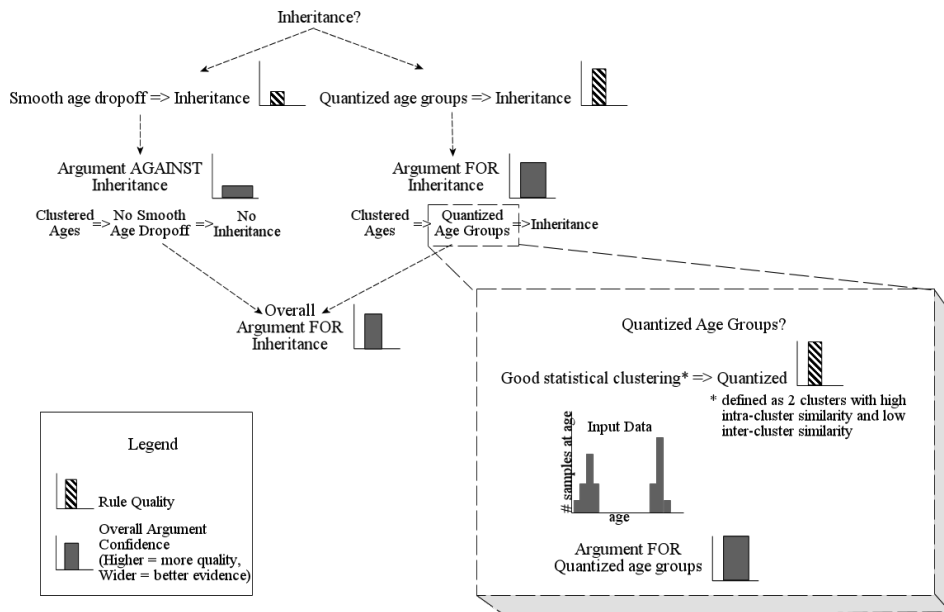 Inheritance?
Smooth age dropoff => Inheritance
Quantized age groups => Inheritance
Argument AGAINST
Inheritance
Argument FOR
Inheritance
Clustered
Ages
=>
No Smooth
Age Dropoff
=>
No
Inheritance
Clustered
Ages
=>
Quantized
Age Groups
=>Inheritance
Overall
Argument FOR
Inheritance
Quantized Age Groups?
Good statistical clustering* => Quantized
* defined as 2 clusters with high
intra-cluster similarity and low
inter-cluster similarity
Input Data
# samples at age
age
Argument FOR
Quantized age groups
Legend
Rule Quality
Overall Argument
Confidence
(Higher = more quality,
Wider = better evidence)